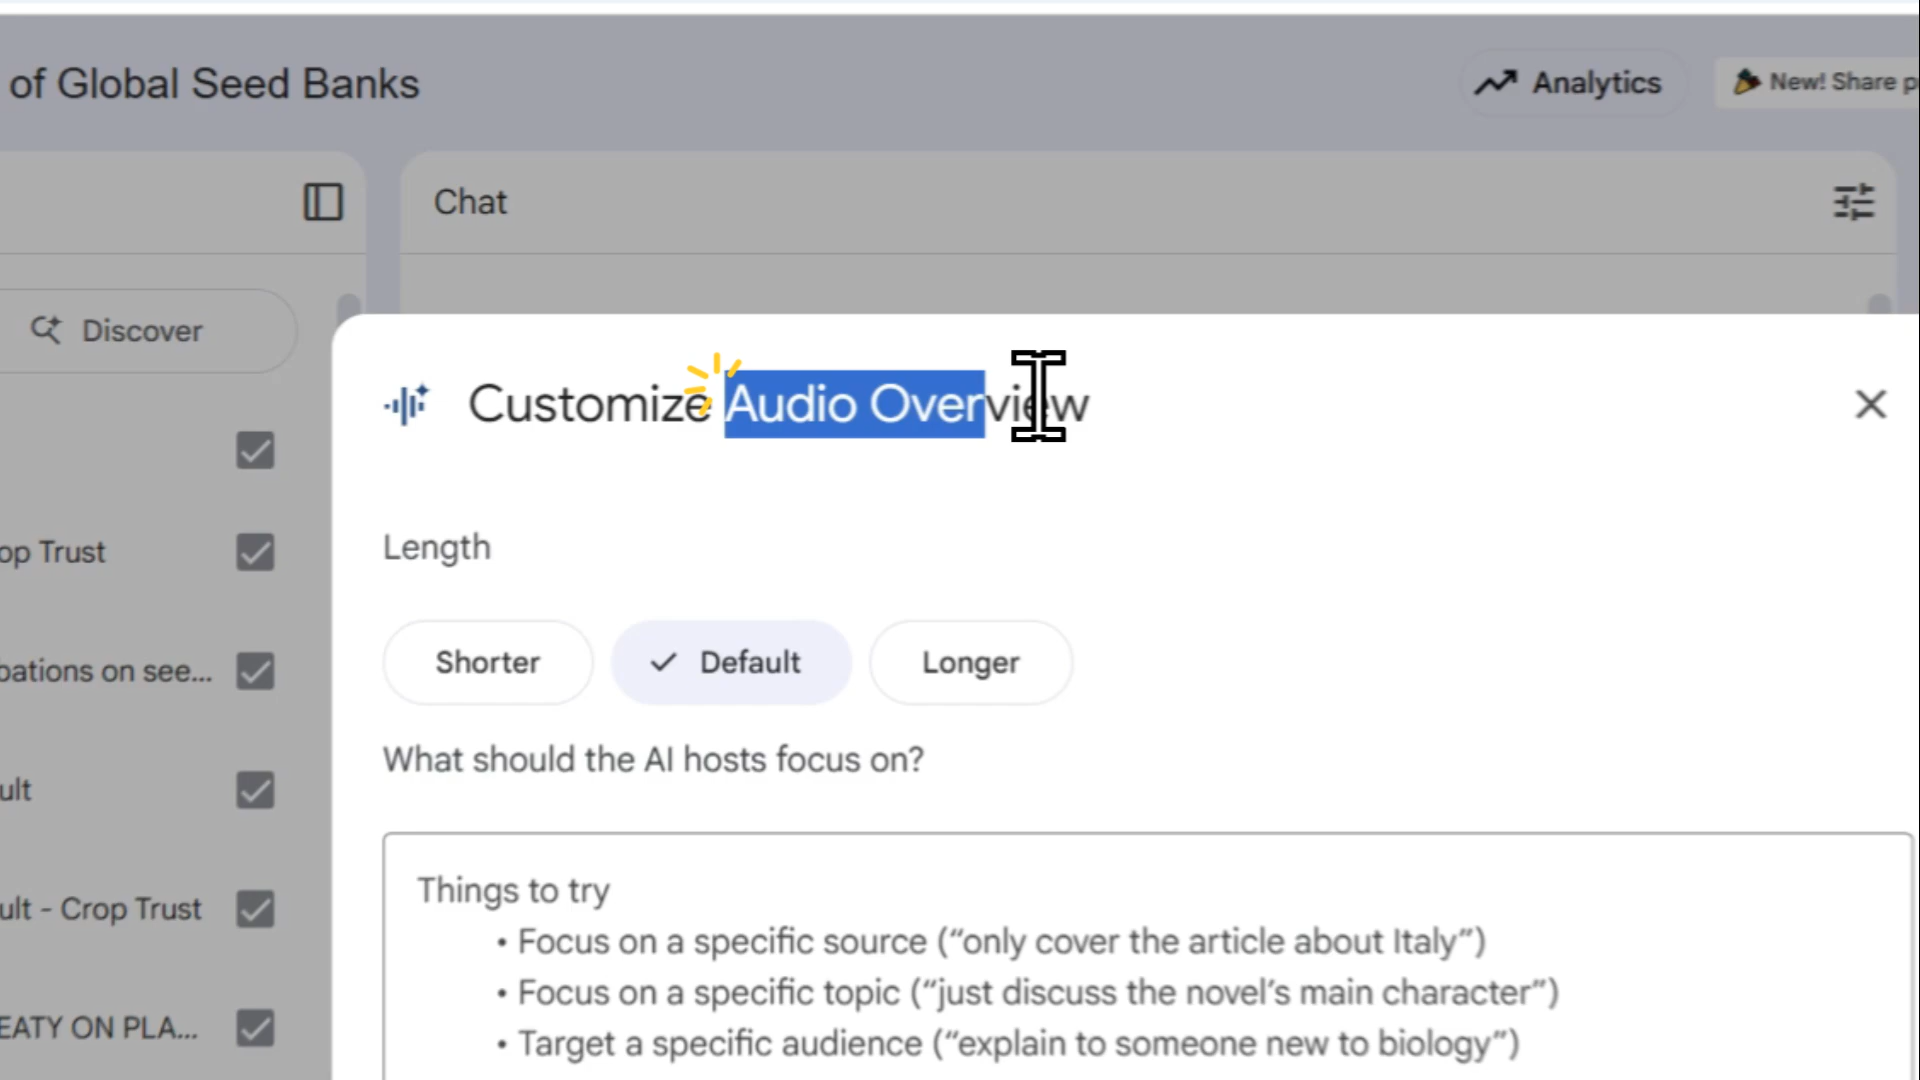 of Global Seed Banks
Analytics
New! Share p
Chat
Discover
Customize Audio Overview
Length
Shorter
Default
Longer
What should the AI hosts focus on?
Things to try
• Focus on a specific source (“only cover the article about Italy”)
• Focus on a specific topic (“just discuss the novel’s main character”)
• Target a specific audience (“explain to someone new to biology”)
op Trust
bations on see...
ult
ult - Crop Trust
EATY ON PLA...